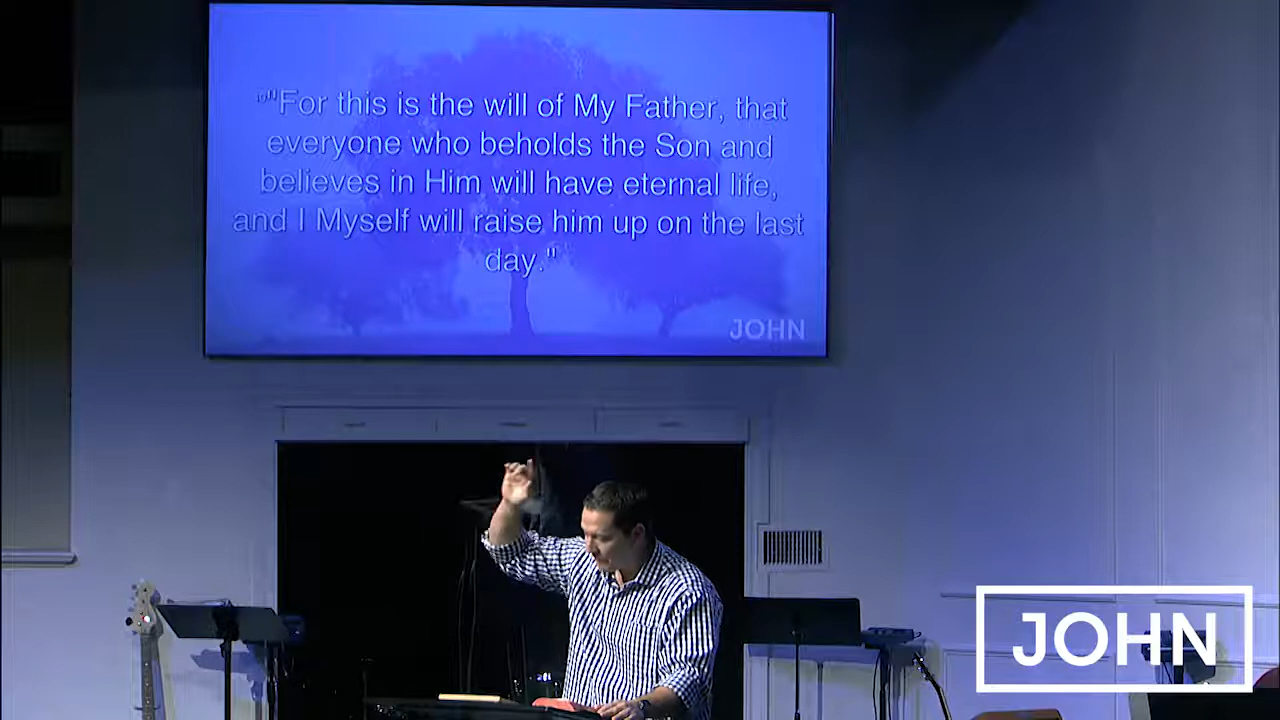 "For this is the will of My Father, that
everyone who beholds the Son and
believes in Him will have eternal life,
and I Myself will raise him up on the last
day."
JOHN
JOHN